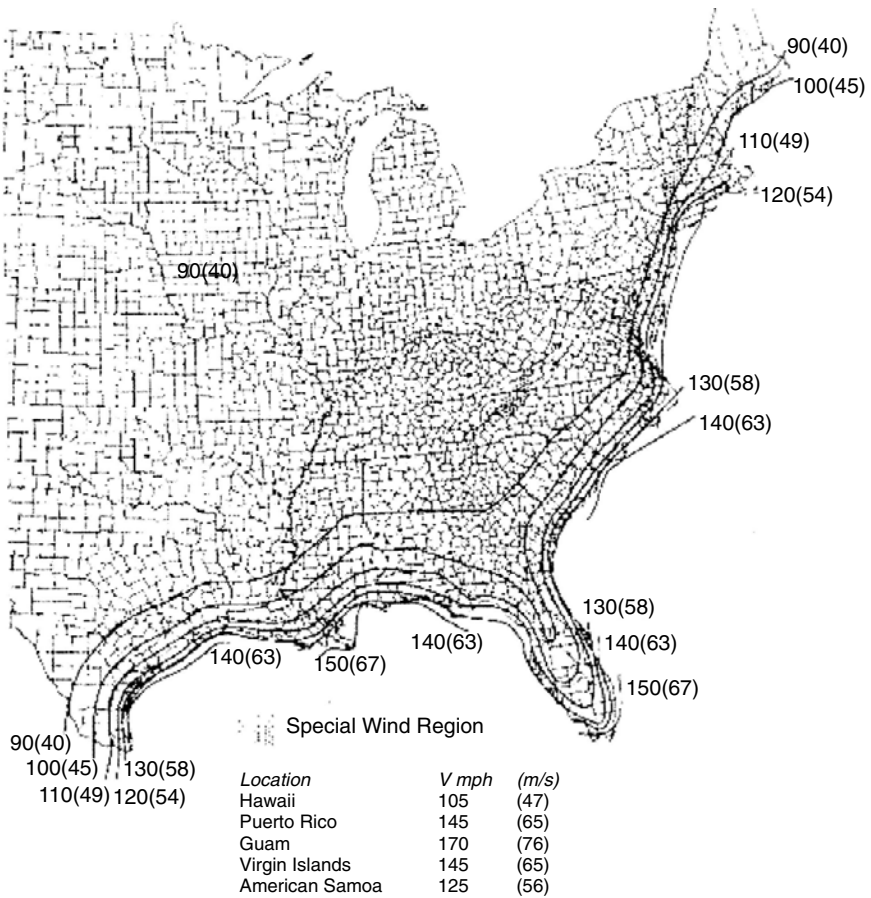 90(40)
100(45)
110(49)
120(54)
90(40)
130(58)
140(63)
130(58)
140(63)
140(63)
140(63)
150(67)
150(67)
Special Wind Region
90(40)
100(45)
130(58)
110(49)
120(54)
Location V mph (m/s)
Hawaii 105 (47)
Puerto Rico 145 (65)
Guam 170 (76)
Virgin Islands 145 (65)
American Samoa 125 (56)